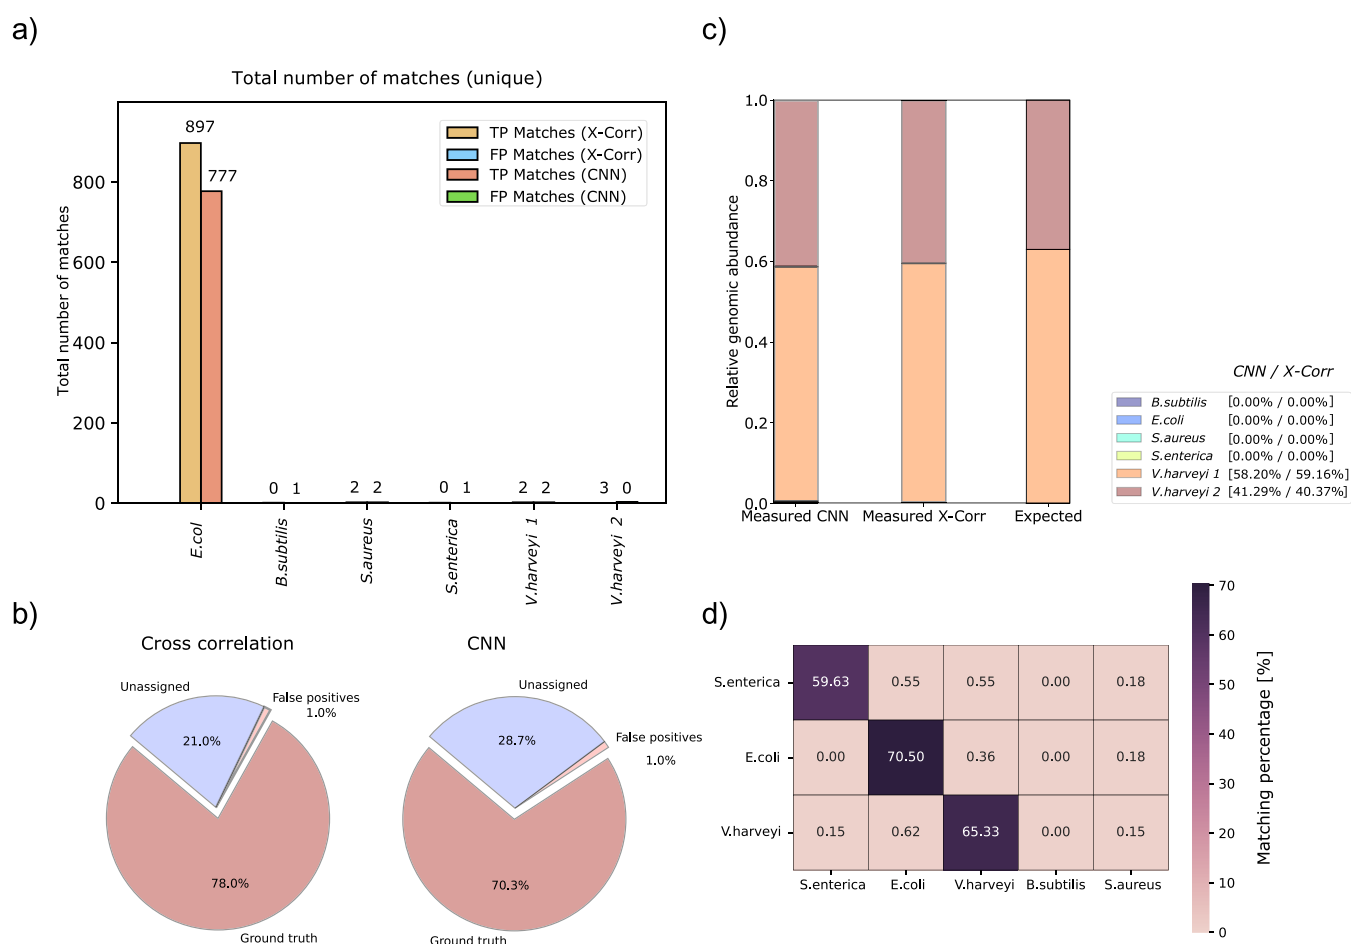 a)
Total number of matches (unique)
897
777
TP Matches (X-Corr)
FP Matches (X-Corr)
TP Matches (CNN)
FP Matches (CNN)
Total number of matches
800
600
400
200
0
0 1
2 2
0 1
2 2
3 0
E.col
B.subtilis
S.aureus
S.enterica
V.harveyi 1
V.harveyi 2
c)
Relative genomic abundance
1.0
0.8
0.6
0.4
0.2
0.0
Measured CNN
Measured X-Corr
Expected
CNN / X-Corr
B.subtilis [0.00% / 0.00%]
E.coli [0.00% / 0.00%]
S.aureus [0.00% / 0.00%]
S.enterica [0.00% / 0.00%]
V.harveyi 1 [58.20% / 59.16%]
V.harveyi 2 [41.29% / 40.37%]
b)
Cross correlation
Unassigned
False positives
1.0%
21.0%
78.0%
Ground truth
CNN
Unassigned
False positives
1.0%
28.7%
70.3%
Ground truth
d)
S.enterica 59.63 0.55 0.55 0.00 0.18
E.coli 0.00 70.50 0.36 0.00 0.18
V.harveyi 0.15 0.62 65.33 0.00 0.15
S.enterica E.coli V.harveyi B.subtilis S.aureus
70
60
50
40
30
20
10
0
Matching percentage [%]